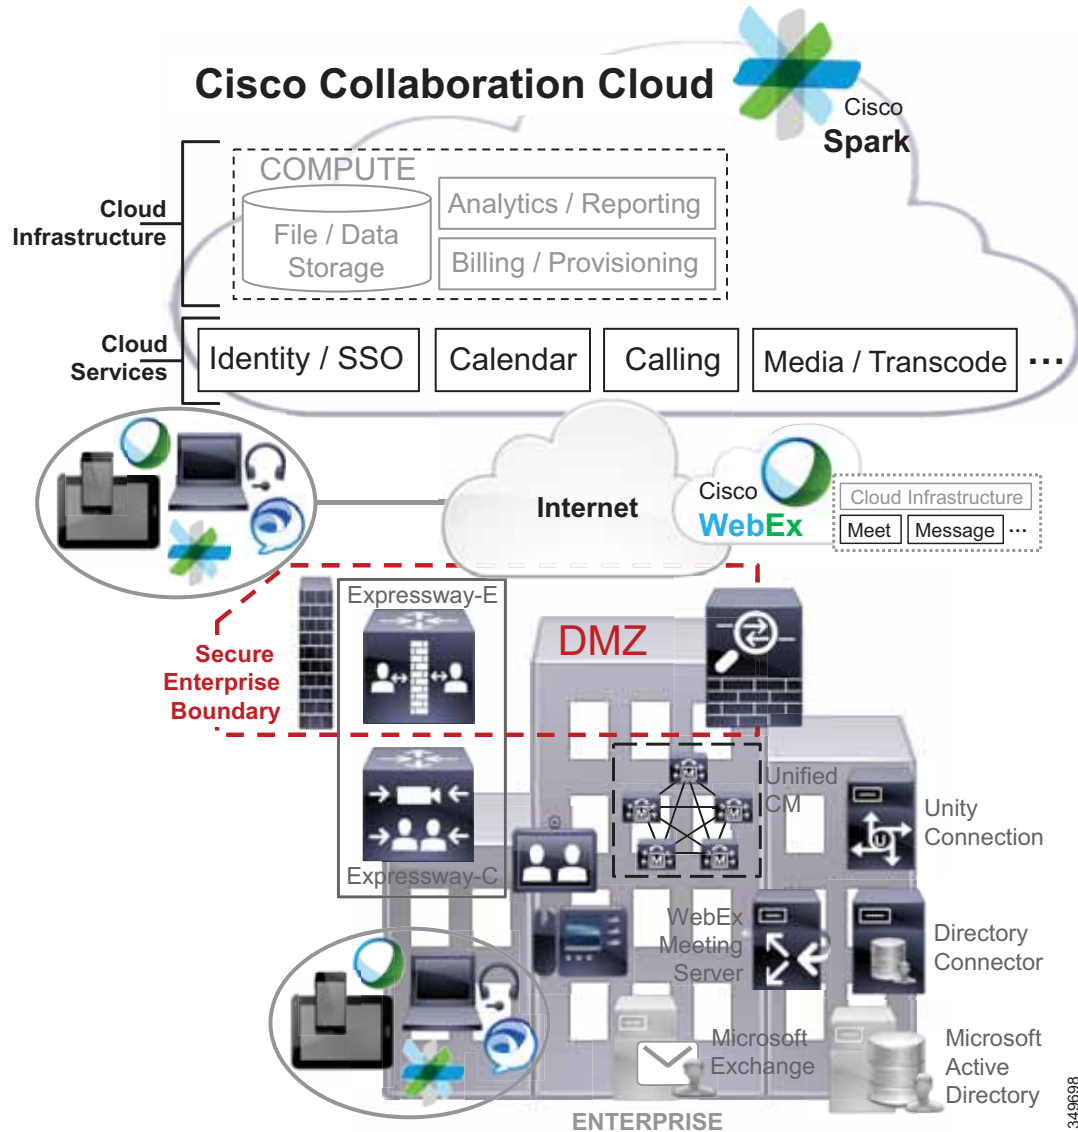 Cisco Collaboration Cloud
Cisco
Spark
Cloud
Infrastructure
COMPUTE
File / Data
Storage
Analytics / Reporting
Billing / Provisioning
Cloud
Services
Identity / SSO
Calendar
Calling
Media / Transcode
...
Internet
Cisco
WebEx
Cloud Infrastructure
Meet
Message
...
Expressway-E
DMZ
Secure
Enterprise
Boundary
Unified
CM
Unity
Connection
Expressway-C
WebEx
Meeting
Server
Directory
Connector
Microsoft
Exchange
Microsoft
Active
Directory
ENTERPRISE
349698